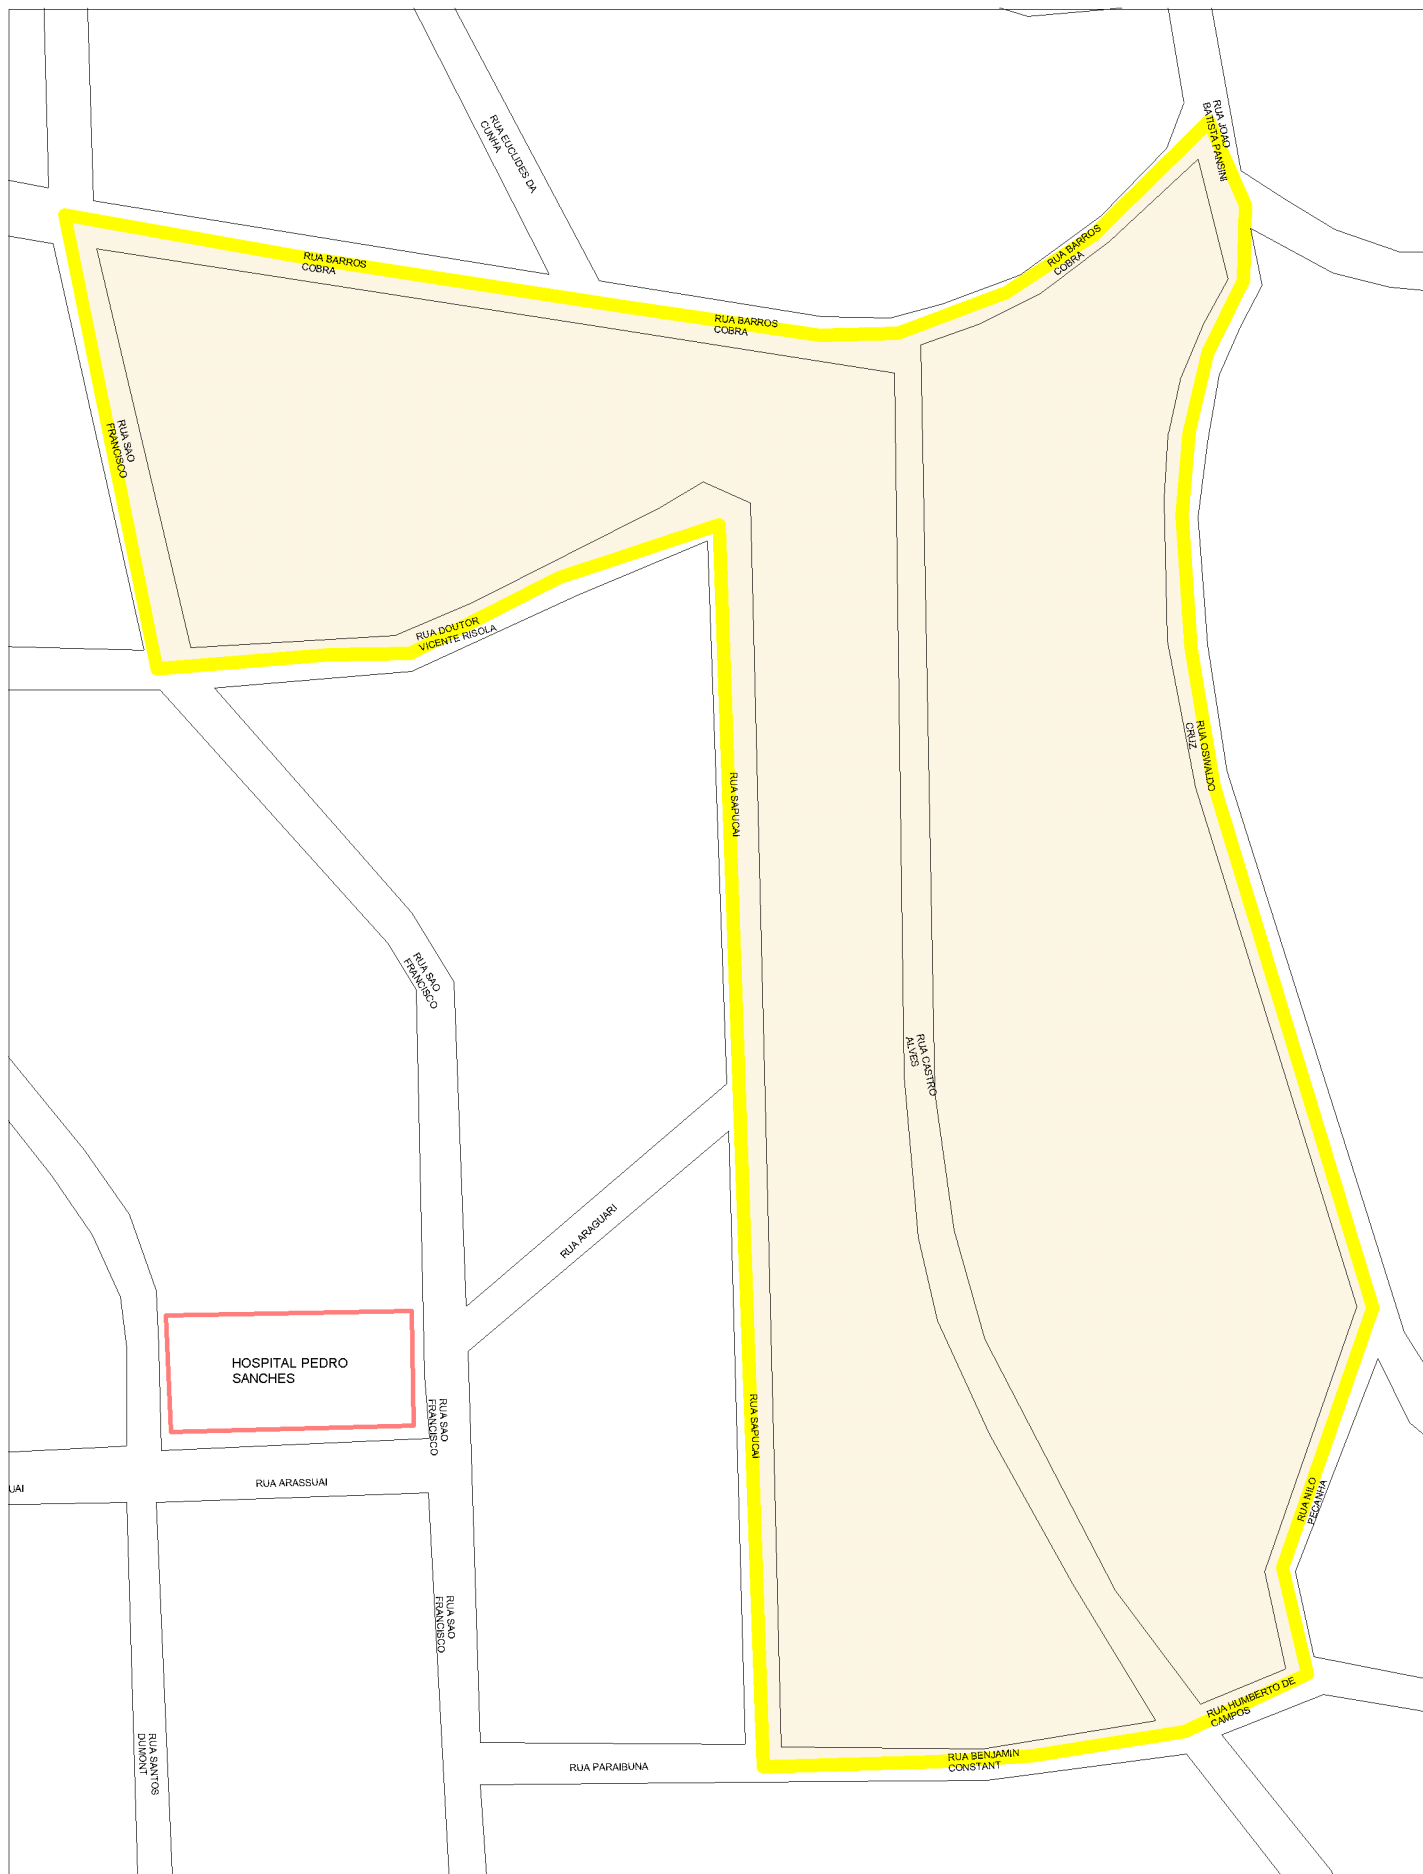 RUA JOAO
BATISTA PANSINI
RUA EUCLIDES DA
CUNHA
RUA BARROS
COBRA
RUA BARROS
COBRA
RUA BARROS
COBRA
RUA SAO
FRANCISCO
RUA DOUTOR
VICENTE RISOLA
RUA OSWALDO
CRUZ
RUA SAPUCAI
RUA SAO
FRANCISCO
RUA CASTRO
ALVES
RUA ARAGUARI
HOSPITAL PEDRO
SANCHES
RUA SAO
FRANCISCO
RUA SAPUCAI
UAI
RUA ARASSUAI
RUA NILO
PECANHA
RUA SAO
FRANCISCO
RUA HUMBERTO DE
CAMPOS
RUA SANTOS
DUMONT
RUA PARAIBUNA
RUA BENJAMIN
CONSTANT